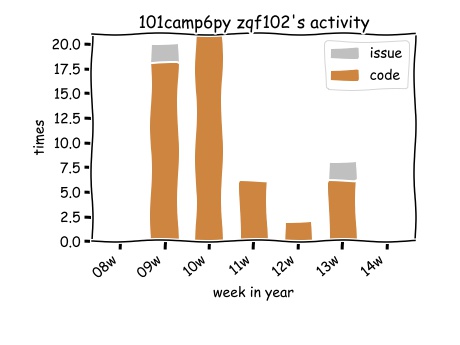 101camp6py zqf102's activity
issue
code
20.0
17.5
15.0
12.5
10.0
7.5
5.0
2.5
0.0
times
08w 09w 10w 11w 12w 13w 14w
week in year